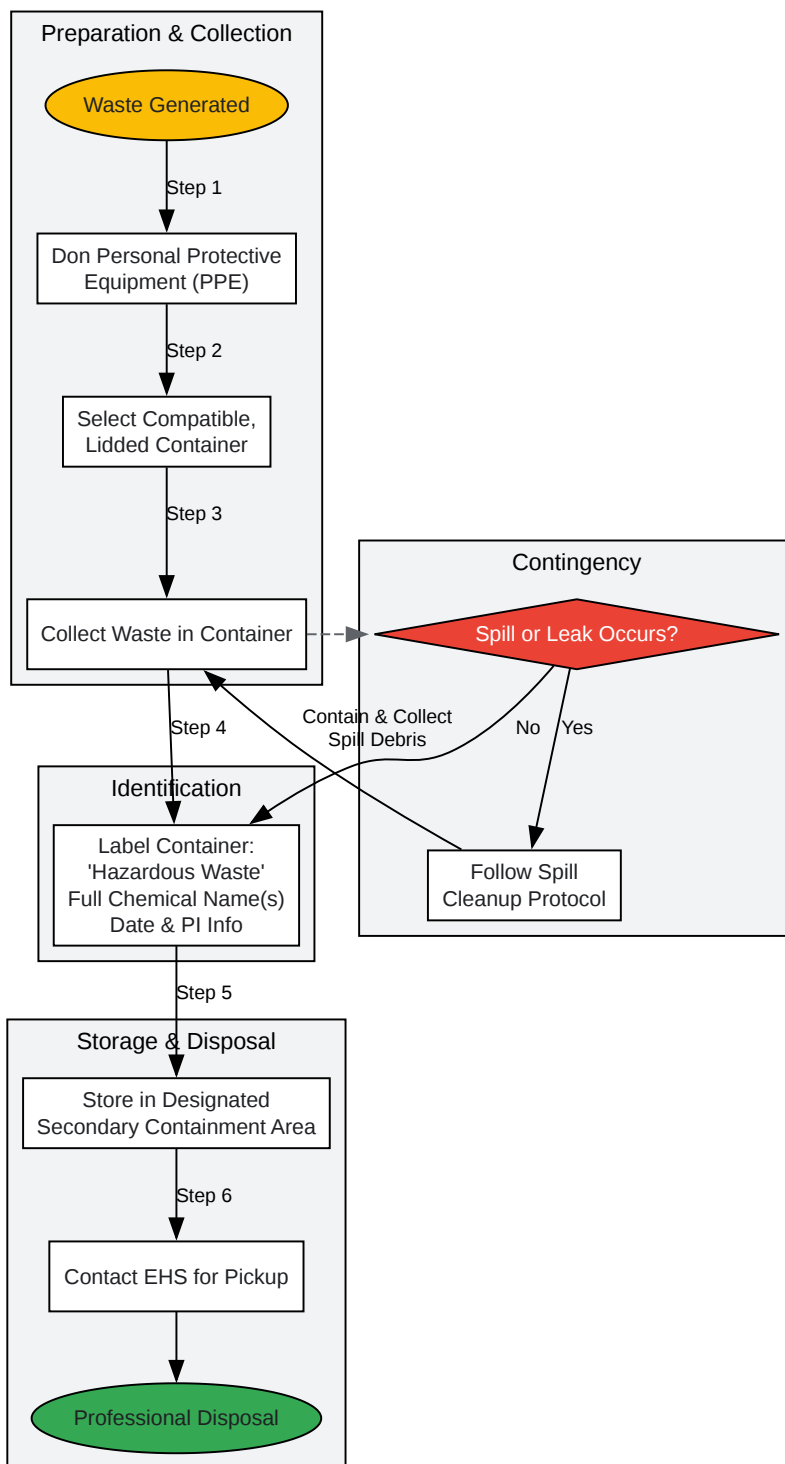 Preparation & Collection
Waste Generated
Step 1
Don Personal Protective
Equipment (PPE)
Step 2
Select Compatible,
Lidded Container
Step 3
Collect Waste in Container
Contingency
Spill or Leak Occurs?
Contain & Collect
Spill Debris
No
Yes
Step 4
Follow Spill
Cleanup Protocol
Identification
Label Container:
'Hazardous Waste'
Full Chemical Name(s)
Date & PI Info
Step 5
Storage & Disposal
Store in Designated
Secondary Containment Area
Step 6
Contact EHS for Pickup
Professional Disposal